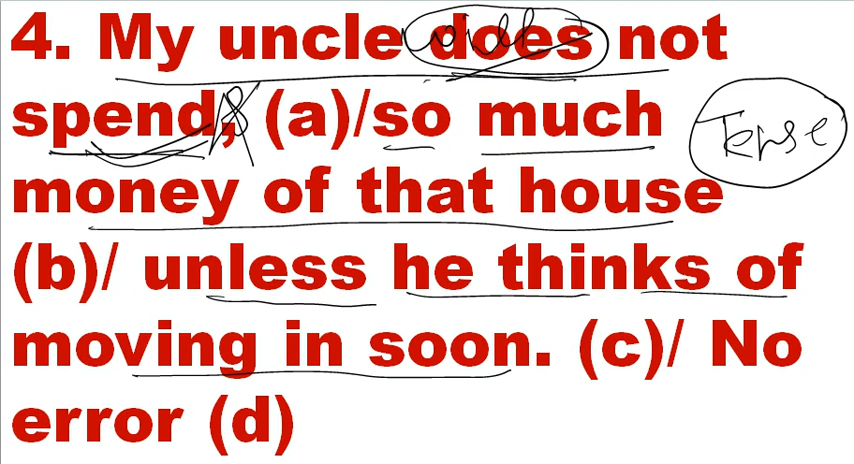 4. My uncle does not
spend, (a)/so much
Tense
money of that house
(b)/ unless he thinks of
moving in soon. (c)/ No
error (d)